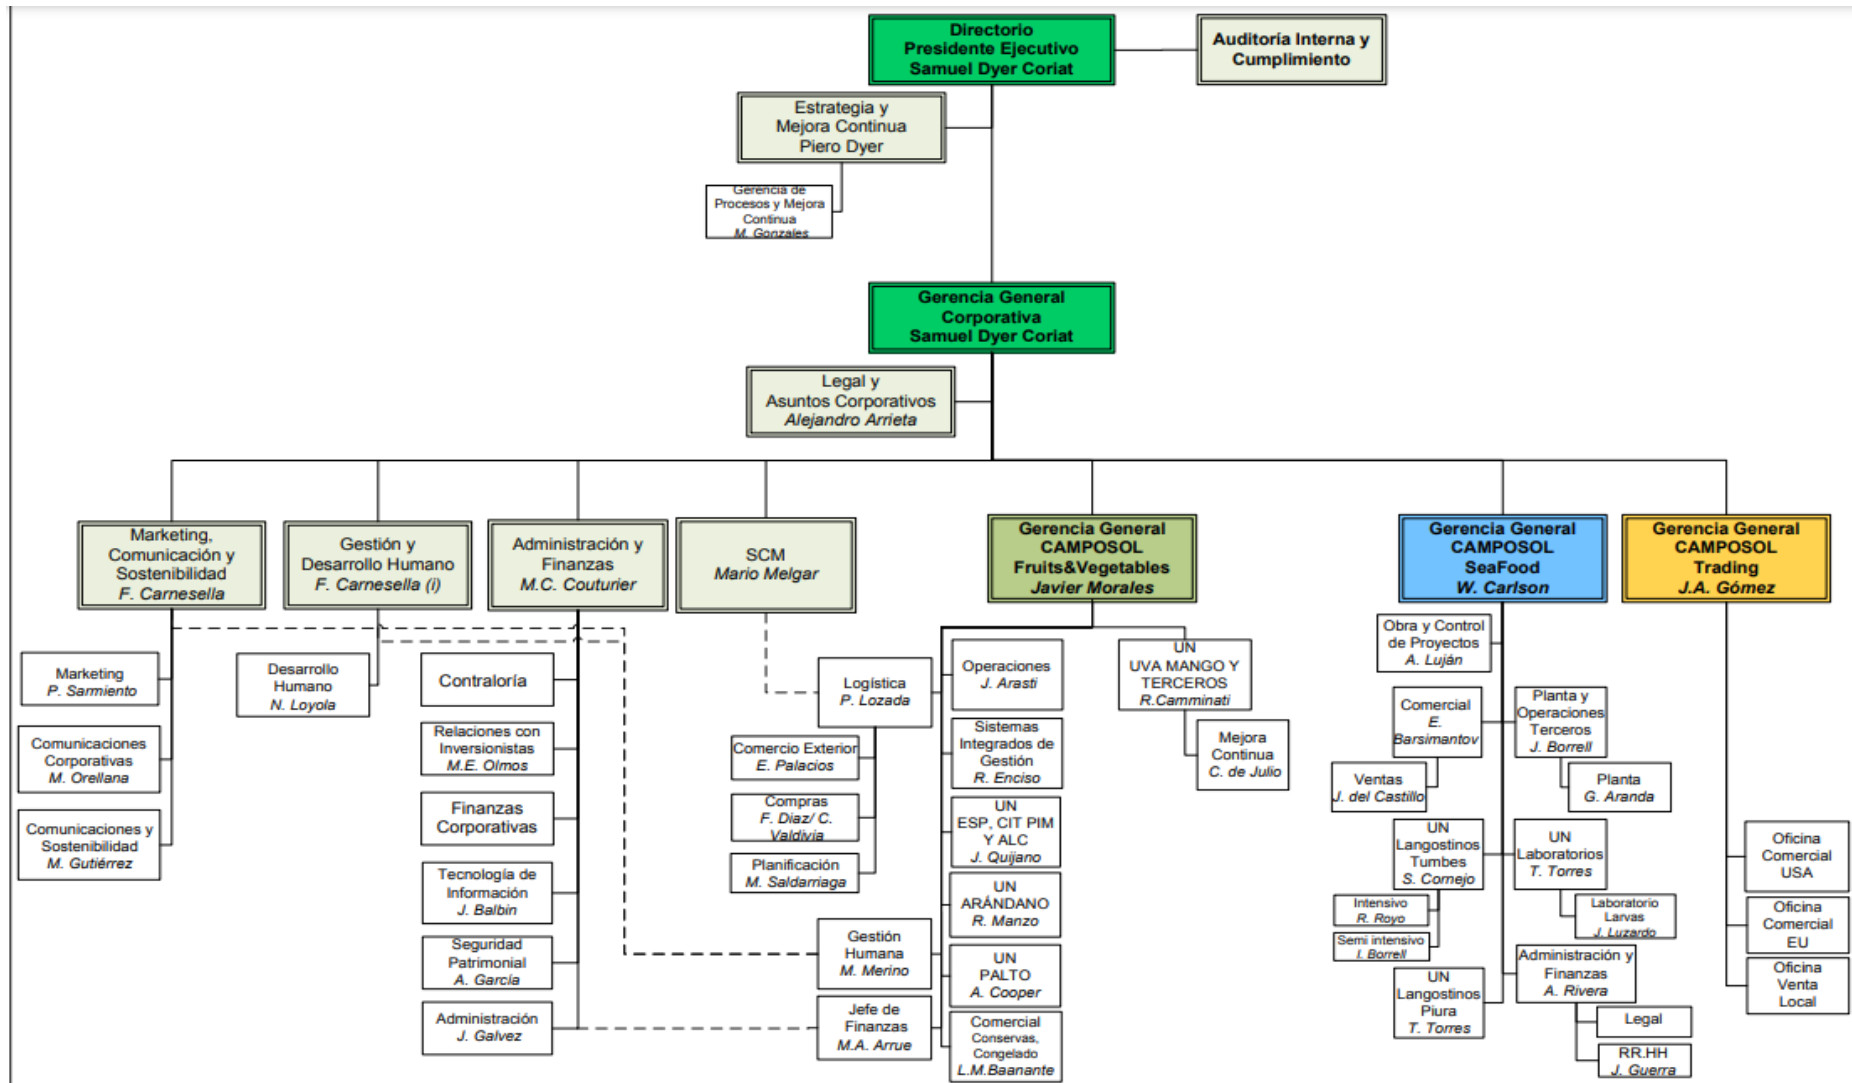 Directorio
Presidente Ejecutivo
Samuel Dyer Coriat
Auditoría Interna y
Cumplimiento
Estrategia y
Mejora Continua
Piero Dyer
Gerencia de
Procesos y Mejora
Continua
M. Gonzales
Gerencia General
Corporativa
Samuel Dyer Coriat
Legal y
Asuntos Corporativos
Alejandro Arrieta
Marketing,
Comunicación y
Sostenibilidad
F. Carnesella
Gestión y
Desarrollo Humano
F. Carnesella (i)
Administración y
Finanzas
M.C. Couturier
SCM
Mario Melgar
Gerencia General
CAMPOSOL
Fruits&Vegetables
Javier Morales
Gerencia General
CAMPOSOL
SeaFood
W. Carlson
Gerencia General
CAMPOSOL
Trading
J.A. Gómez
Marketing
P. Sarmiento
Comunicaciones
Corporativas
M. Orellana
Comunicaciones y
Sostenibilidad
M. Gutiérrez
Desarrollo
Humano
N. Loyola
Contraloría
Relaciones con
Inversionistas
M.E. Olmos
Finanzas
Corporativas
Tecnología de
Información
J. Balbin
Seguridad
Patrimonial
A. García
Administración
J. Galvez
Logística
P. Lozada
Comercio Exterior
E. Palacios
Compras
F. Diaz/ C.
Valdivia
Planificación
M. Saldarriaga
Gestión
Humana
M. Merino
Jefe de
Finanzas
M.A. Arrue
Operaciones
J. Arasti
Sistemas
Integrados de
Gestión
R. Enciso
UN
ESP, CIT PIM
Y ALC
J. Quijano
UN
ARÁNDANO
R. Manzo
UN
PALTO
A. Cooper
Comercial
Conservas,
Congelado
L.M.Baanante
UN
UVA MANGO Y
TERCEROS
R.Camminati
Mejora
Continua
C. de Julio
Obra y Control
de Proyectos
A. Luján
Comercial
E.
Barsimantov
Ventas
J. del Castillo
Planta y
Operaciones
Terceros
J. Borrell
Planta
G. Aranda
UN
Langostinos
Tumbes
S. Cornejo
Intensivo
R. Royo
Semi intensivo
I. Borrell
UN
Laboratorios
T. Torres
Laboratorio
Larvas
J. Luzardo
UN
Langostinos
Piura
T. Torres
Administración y
Finanzas
A. Rivera
Legal
RR.HH
J. Guerra
Oficina
Comercial
USA
Oficina
Comercial
EU
Oficina
Venta
Local